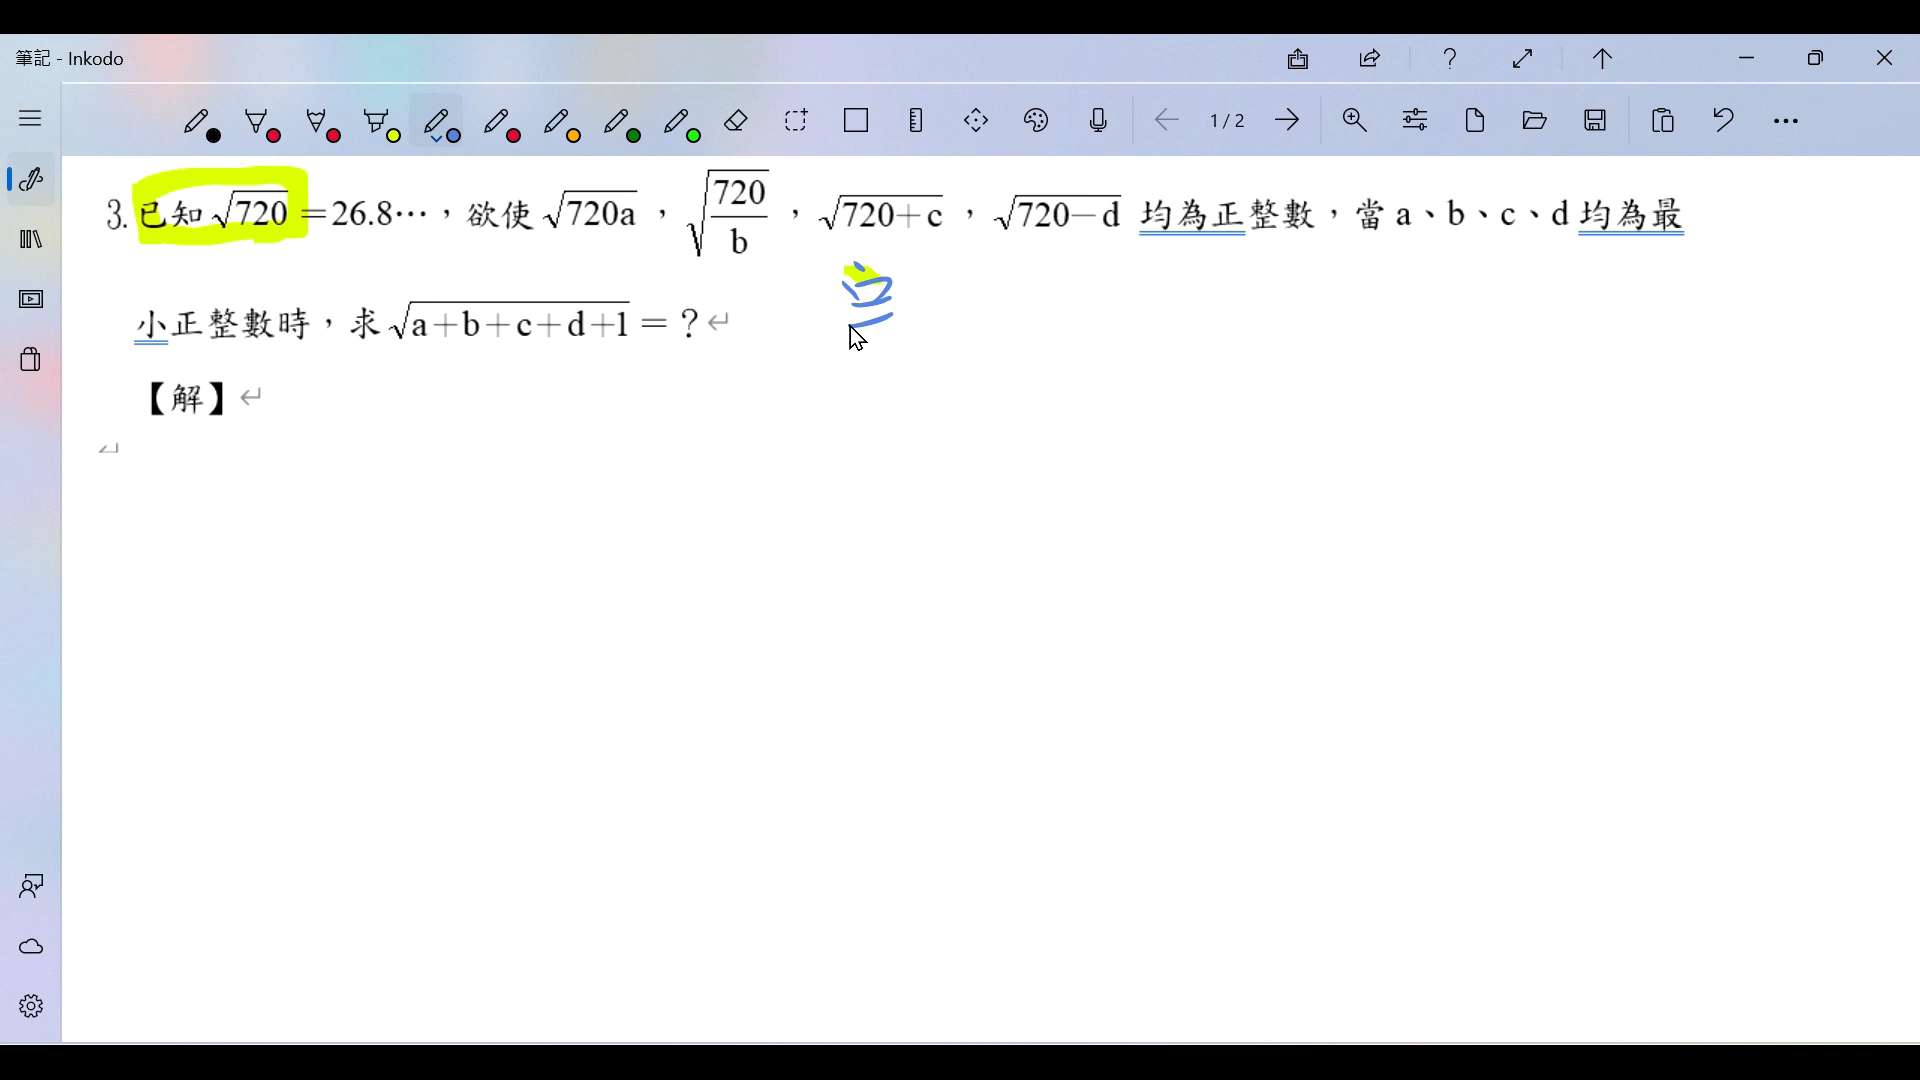 筆記 - Inkodo
1 / 2
3. 已知√720＝26.8⋯，欲使√720a，√(720/b)，√720＋c，√720－d 均為正整數，當 a、b、c、d 均為最
小正整數時，求√a＋b＋c＋d＋1＝？↵
【解】↵
↵